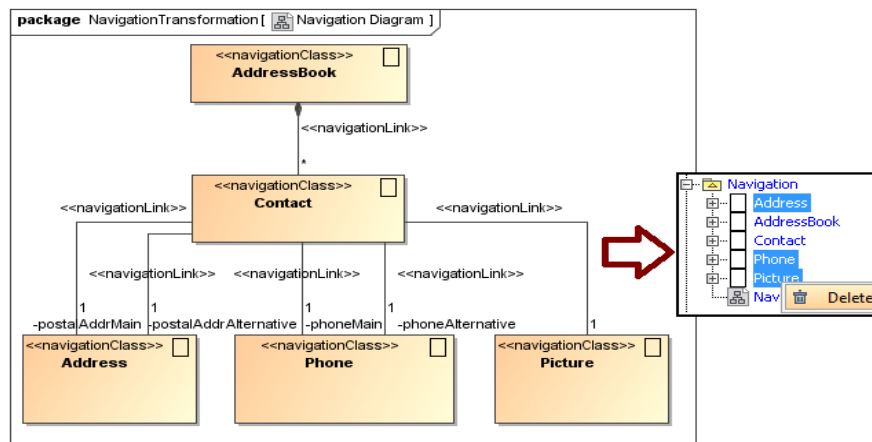 package NavigationTransformation [ Navigation Diagram ]
<<navigationClass>>
AddressBook
<<navigationLink>>
*
<<navigationClass>>
Contact
<<navigationLink>>
<<navigationLink>>
<<navigationLink>>
<<navigationLink>>
<<navigationLink>>
1
1
1
1
-postalAddrMain
-postalAddrAlternative
-phoneMain
-phoneAlternative
1
<<navigationClass>>
Address
<<navigationClass>>
Phone
<<navigationClass>>
Picture
Navigation
Address
AddressBook
Contact
Phone
Picture
Nav
Delete